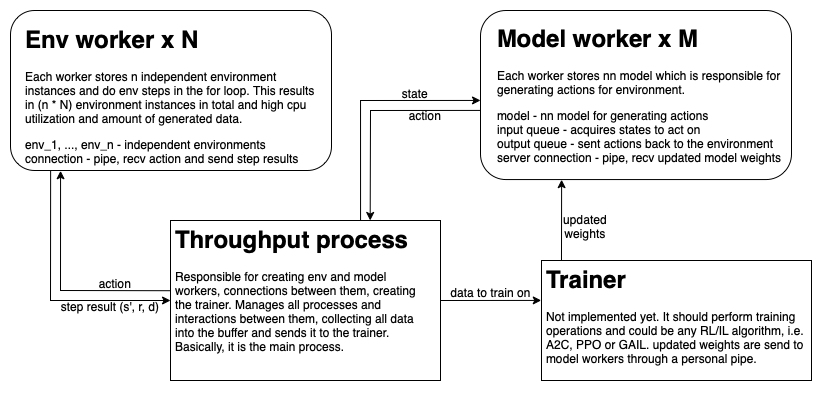 Env worker x N
Each worker stores n independent environment
instances and do env steps in the for loop. This results
in (n * N) environment instances in total and high cpu
utilization and amount of generated data.
env_1, ..., env_n - independent environments
connection - pipe, recv action and send step results
Model worker x M
Each worker stores nn model which is responsible for
generating actions for environment.
model - nn model for generating actions
input queue - acquires states to act on
output queue - sent actions back to the environment
server connection - pipe, recv updated model weights
state
action
updated
weights
action
step result (s', r, d)
Throughput process
Responsible for creating env and model
workers, connections between them, creating
the trainer. Manages all processes and
interactions between them, collecting all data
into the buffer and sends it to the trainer.
Basically, it is the main process.
data to train on
Trainer
Not implemented yet. It should perform training
operations and could be any RL/IL algorithm, i.e.
A2C, PPO or GAIL. updated weights are send to
model workers through a personal pipe.